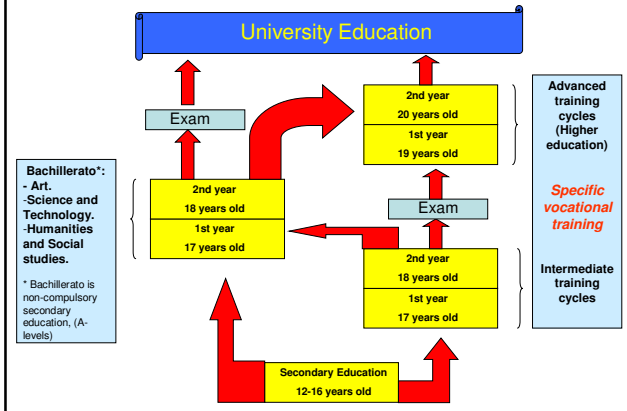 University Education
Exam
2nd year
20 years old
1st year
19 years old
Advanced
training
cycles
(Higher
education)
Bachillerato*:
- Art.
-Science and
Technology.
-Humanities
and Social
studies.
* Bachillerato is
non-compulsory
secondary
education, (A-
levels)
2nd year
18 years old
1st year
17 years old
Exam
Specific
vocational
training
2nd year
18 years old
1st year
17 years old
Intermediate
training
cycles
Secondary Education
12-16 years old